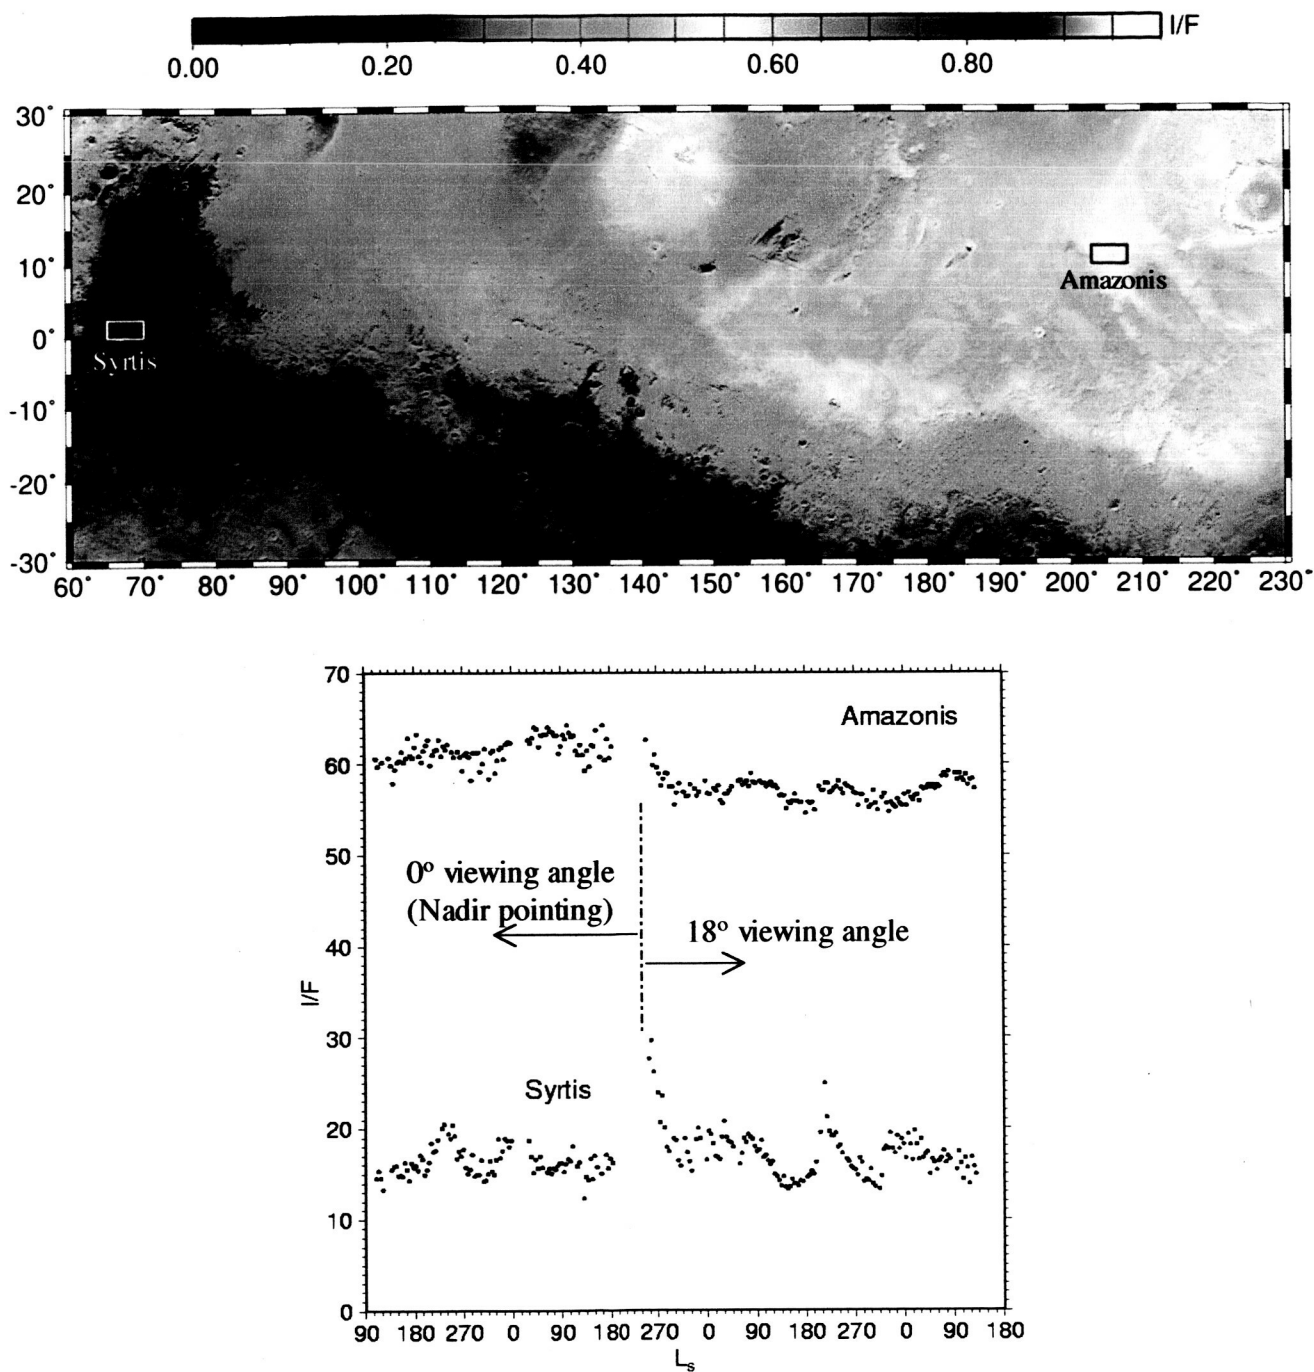 I/F
0.00 0.20 0.40 0.60 0.80
30°
20°
10°
0°
-10°
-20°
-30°
Amazonis
Syrtis
60° 70° 80° 90° 100° 110° 120° 130° 140° 150° 160° 170° 180° 190° 200° 210° 220° 230°
70
60
50
40
30
20
10
0
I/F
Amazonis
0° viewing angle
(Nadir pointing)
18° viewing angle
Syrtis
90 180 270 0 90 180 270 0 90 180 270 0 90 180
Ls